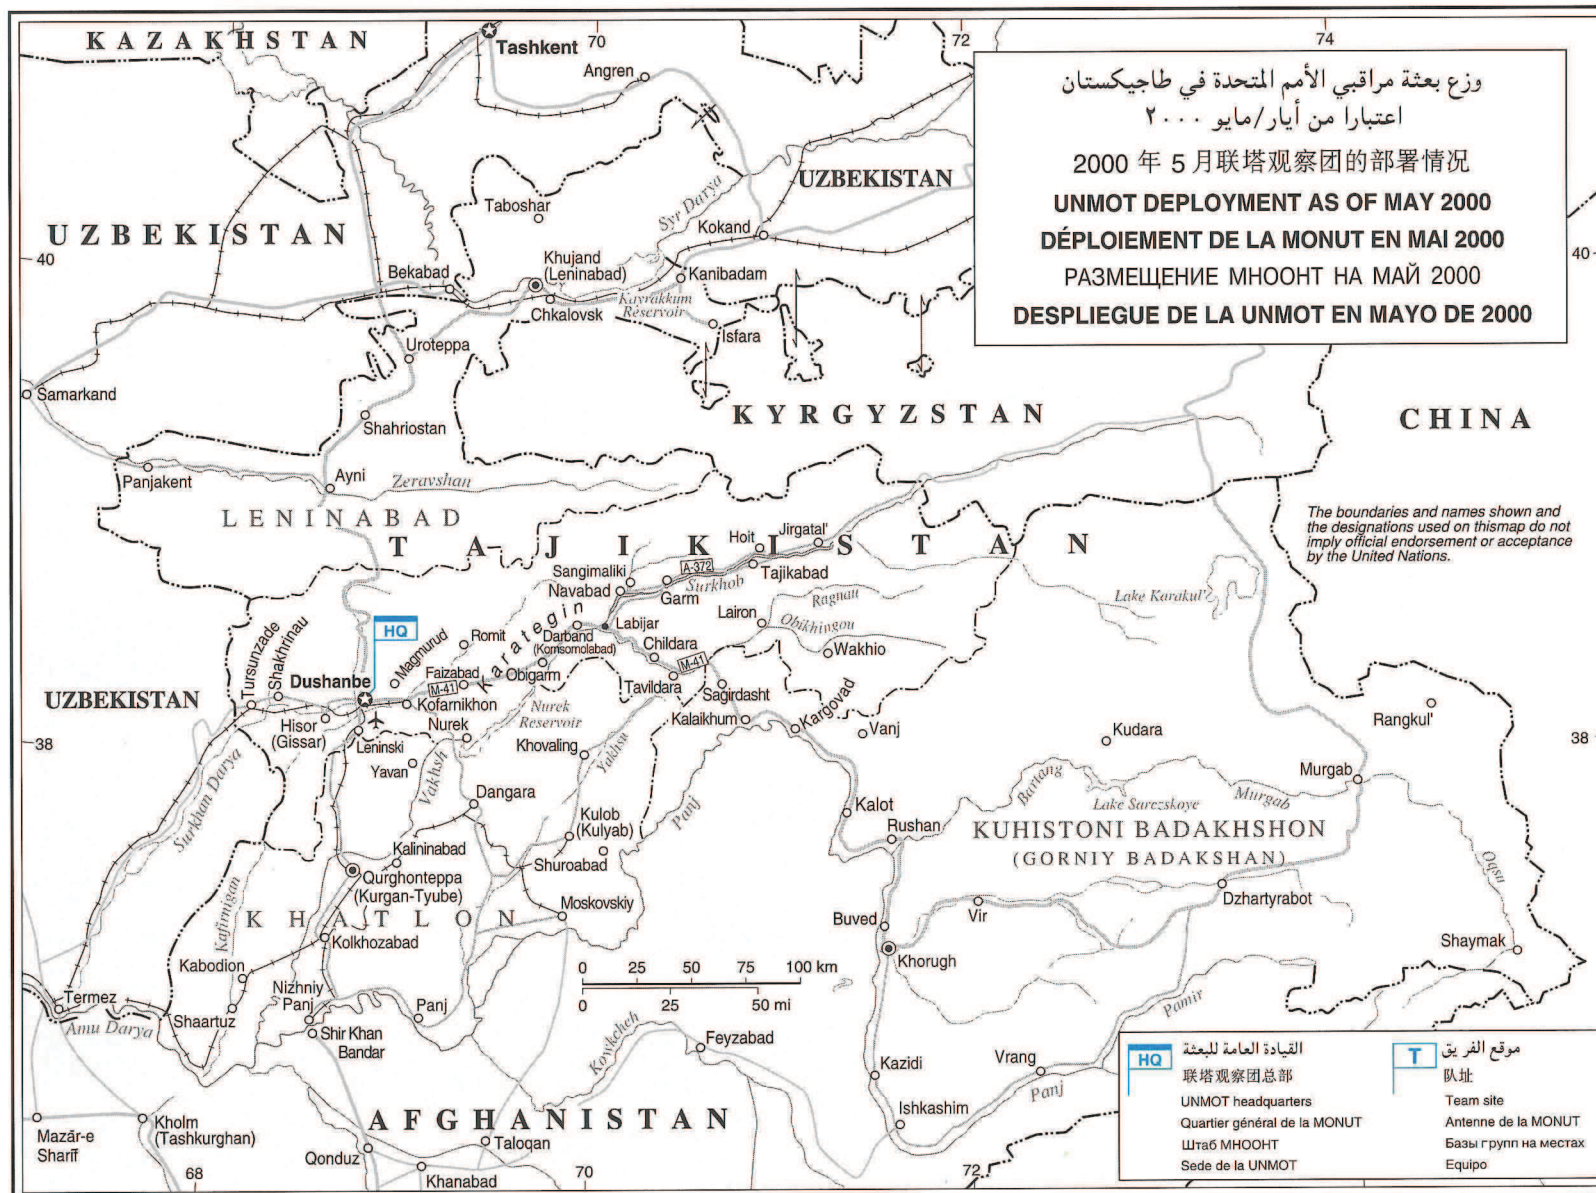 KAZAKHSTAN
Tashkent
70
72
74
Angren
وزع بعثة مراقبي الأمم المتحدة في طاجيكستان
اعتبارا من أيار/مايو ٢٠٠٠
2000 年 5 月联塔观察团的部署情况
UNMOT DEPLOYMENT AS OF MAY 2000
DÉPLOIEMENT DE LA MONUT EN MAI 2000
РАЗМЕЩЕНИЕ МНООНТ НА МАЙ 2000
DESPLIEGUE DE LA UNMOT EN MAYO DE 2000
UZBEKISTAN
Taboshar
Syr Darya
UZBEKISTAN
Kokand
40
40
Bekabad
Khujand
(Leninabad)
Kanibadam
Chkalovsk
Kayrakkum
Reservoir
Isfara
Uroteppa
Samarkand
Shahriostan
KYRGYZSTAN
CHINA
Panjakent
Ayni
Zeravshan
LENINABAD
TAJIKISTAN
The boundaries and names shown and
the designations used on thismap do not
imply official endorsement or acceptance
by the United Nations.
Hoit
Jirgatal'
Sangimaliki
A-372
Surkhob
Tajikabad
Navabad
Garm
Ragnau
Lake Karakul'
HQ
Karategin
Labijar
Lairon
Obikhingou
Tursunzade
Shakhrinau
Magmurud
Romit
Darband
(Komsomolabad)
Childara
Wakhio
UZBEKISTAN
Dushanbe
Faizabad
M-41
Obigarm
M-41
Tavildara
Sagirdasht
Kofarnikhon
Nurek
Reservoir
Kalaikhum
Kargovad
Rangkul'
Hisor
(Gissar)
Nurek
Vanj
Kudara
38
38
Leninski
Khovaling
Yakhsu
Yavan
Vakhsh
Surkhan Darya
Murgab
Bartang
Dangara
Panj
Kalot
Lake Sarezskoye
Murgab
Kulob
(Kulyab)
Rushan
KUHISTONI BADAKHSHON
(GORNIY BADAKSHAN)
Kalininabad
Shuroabad
Oqsu
Qurghonteppa
(Kurgan-Tyube)
Dzhartyrabot
KHATLON
Moskovskiy
Vir
Buved
Kafirnigan
Kolkhozabad
Khorugh
Shaymak
Kabodion
0 25 50 75 100 km
0 25 50 mi
Nizhniy
Panj
Termez
Panj
Pamir
Amu Darya
Shaartuz
Shir Khan
Bandar
Kowkcheh
Feyzabad
Kazidi
Vrang
Panj
Ishkashim
AFGHANISTAN
Mazār-e
Sharīf
Kholm
(Tashkurghan)
Taloqan
Qonduz
Khanabad
68
70
72
HQ
القيادة العامة للبعثة
联塔观察团总部
UNMOT headquarters
Quartier général de la MONUT
Штаб МНООНТ
Sede de la UNMOT
T
موقع الفريق
队址
Team site
Antenne de la MONUT
Базы групп на местах
Equipo